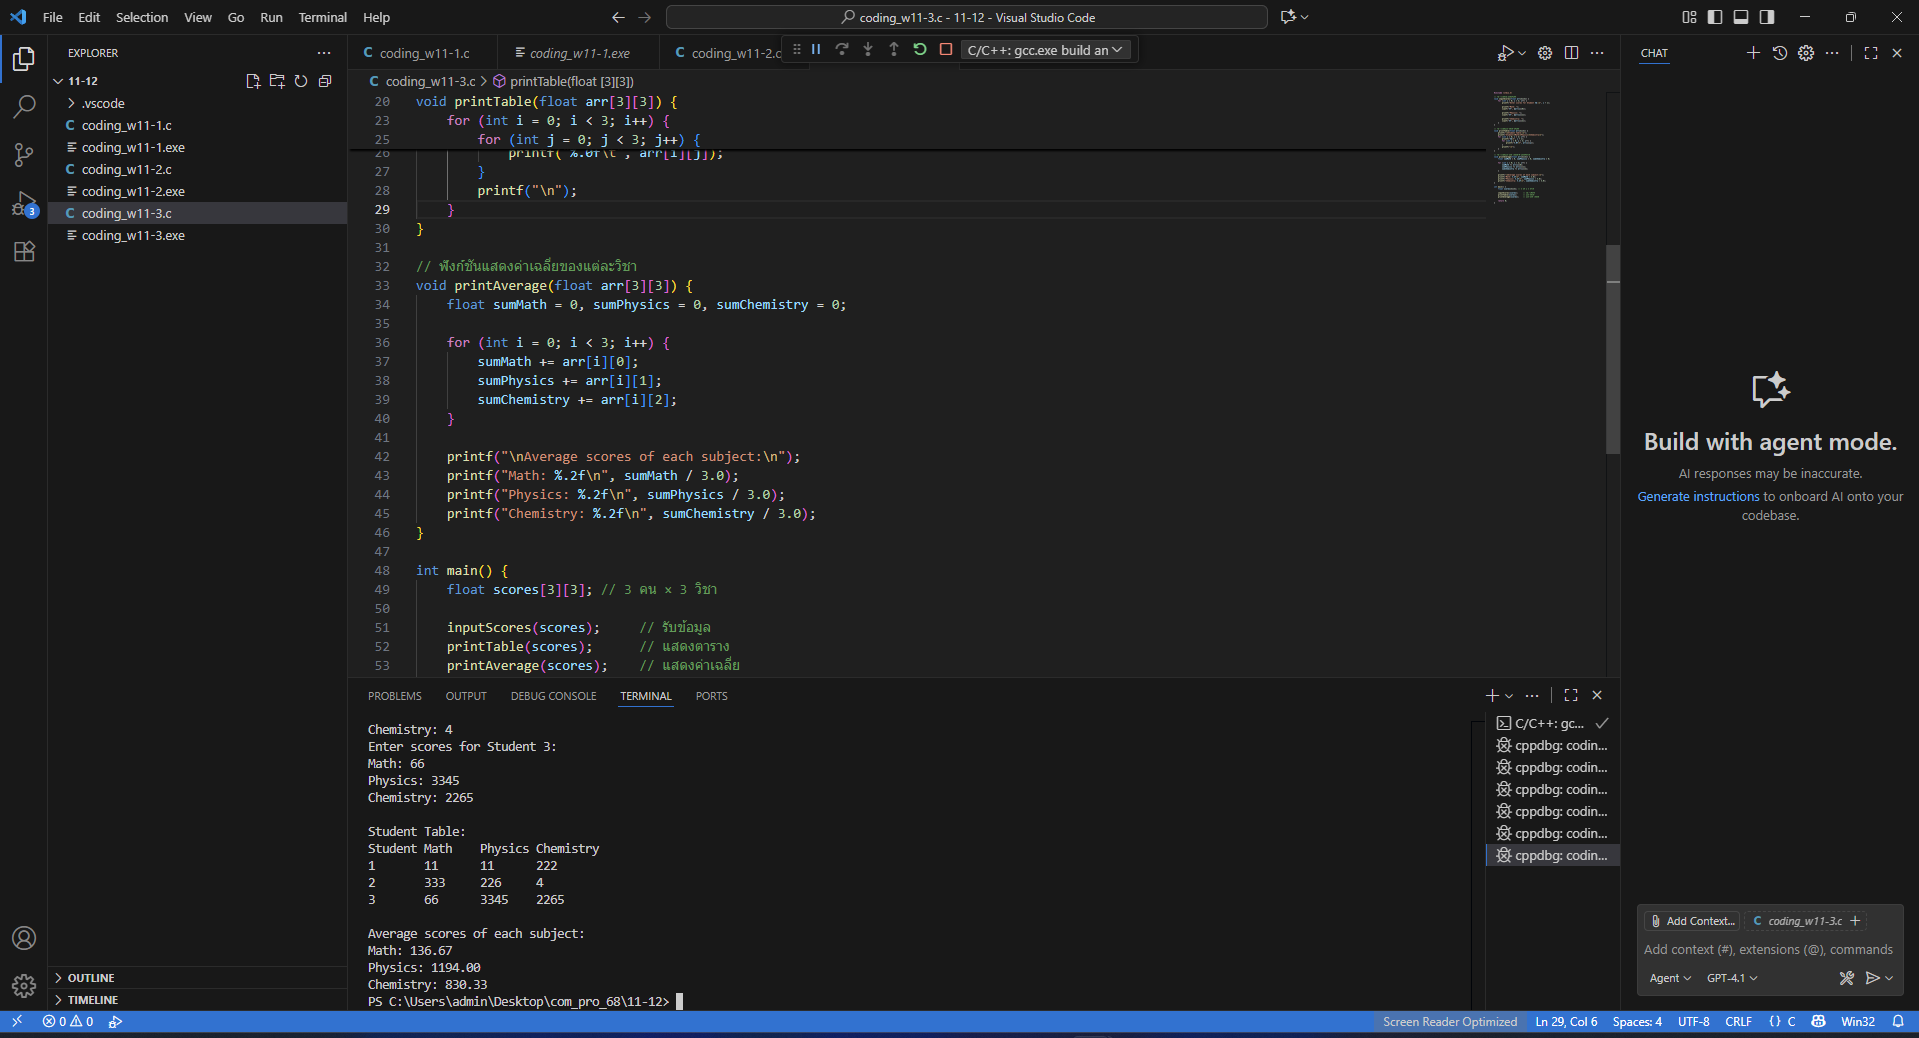 File Edit Selection View Go Run Terminal Help
coding_w11-3.c - 11-12 - Visual Studio Code
EXPLORER
11-12
.vscode
C coding_w11-1.c
coding_w11-1.exe
C coding_w11-2.c
coding_w11-2.exe
3
C coding_w11-3.c
coding_w11-3.exe
OUTLINE
TIMELINE
C coding_w11-1.c
coding_w11-1.exe
C coding_w11-2.c
C/C++: gcc.exe build an
C coding_w11-3.c > printTable(float [3][3])
20 void printTable(float arr[3][3]) {
23 for (int i = 0; i < 3; i++) {
25 for (int j = 0; j < 3; j++) {
26 printf("%.0f\t", arr[i][j]);
27 }
28 printf("\n");
29 }
30 }
31
32 // ฟังก์ชันแสดงค่าเฉลี่ยของแต่ละวิชา
33 void printAverage(float arr[3][3]) {
34 float sumMath = 0, sumPhysics = 0, sumChemistry = 0;
35
36 for (int i = 0; i < 3; i++) {
37 sumMath += arr[i][0];
38 sumPhysics += arr[i][1];
39 sumChemistry += arr[i][2];
40 }
41
42 printf("\nAverage scores of each subject:\n");
43 printf("Math: %.2f\n", sumMath / 3.0);
44 printf("Physics: %.2f\n", sumPhysics / 3.0);
45 printf("Chemistry: %.2f\n", sumChemistry / 3.0);
46 }
47
48 int main() {
49 float scores[3][3]; // 3 คน × 3 วิชา
50
51 inputScores(scores); // รับข้อมูล
52 printTable(scores); // แสดงตาราง
53 printAverage(scores); // แสดงค่าเฉลี่ย
PROBLEMS OUTPUT DEBUG CONSOLE TERMINAL PORTS
Chemistry: 4
Enter scores for Student 3:
Math: 66
Physics: 3345
Chemistry: 2265
Student Table:
Student Math Physics Chemistry
1 11 11 222
2 333 226 4
3 66 3345 2265
Average scores of each subject:
Math: 136.67
Physics: 1194.00
Chemistry: 830.33
PS C:\Users\admin\Desktop\com_pro_68\11-12>
C/C++: gc...
cppdbg: codin...
cppdbg: codin...
cppdbg: codin...
cppdbg: codin...
cppdbg: codin...
cppdbg: codin...
CHAT
Build with agent mode.
AI responses may be inaccurate.
Generate instructions to onboard AI onto your
codebase.
Add Context...
C coding_w11-3.c
Add context (#), extensions (@), commands
Agent
GPT-4.1
0 0
Screen Reader Optimized
Ln 29, Col 6
Spaces: 4
UTF-8
CRLF
{} C
Win32